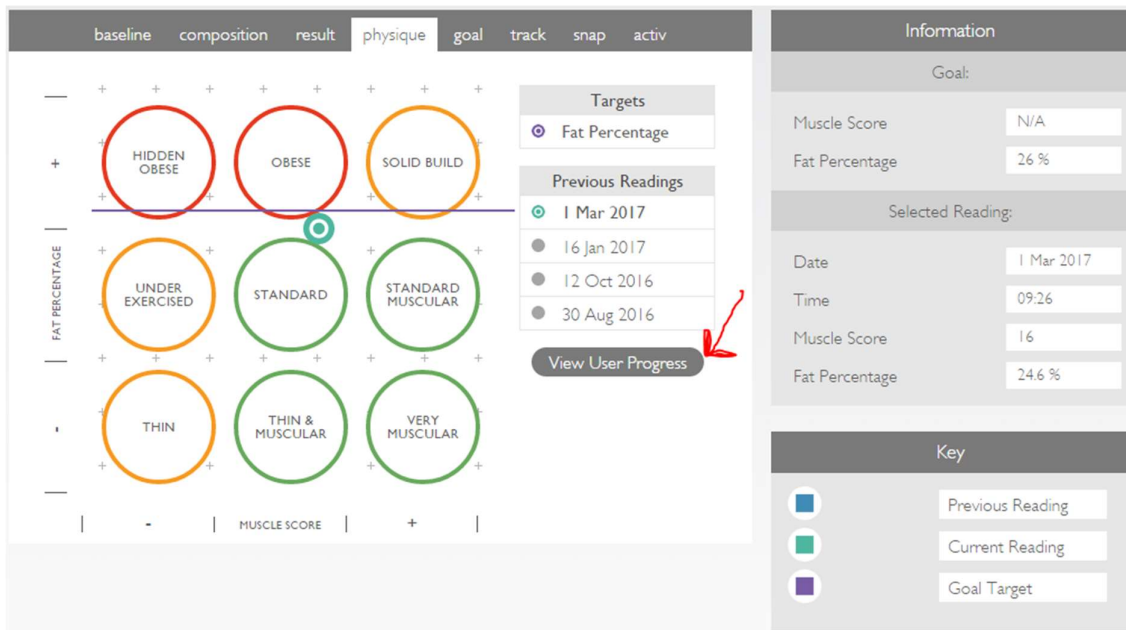 baseline composition result physique goal track snap activ
+
FAT PERCENTAGE
-
HIDDEN
OBESE
OBESE
SOLID BUILD
UNDER
EXERCISED
STANDARD
STANDARD
MUSCULAR
THIN
THIN &
MUSCULAR
VERY
MUSCULAR
- MUSCLE SCORE +
Targets
Fat Percentage
Previous Readings
1 Mar 2017
16 Jan 2017
12 Oct 2016
30 Aug 2016
View User Progress
Information
Goal:
Muscle Score N/A
Fat Percentage 26 %
Selected Reading:
Date 1 Mar 2017
Time 09:26
Muscle Score 16
Fat Percentage 24.6 %
Key
Previous Reading
Current Reading
Goal Target